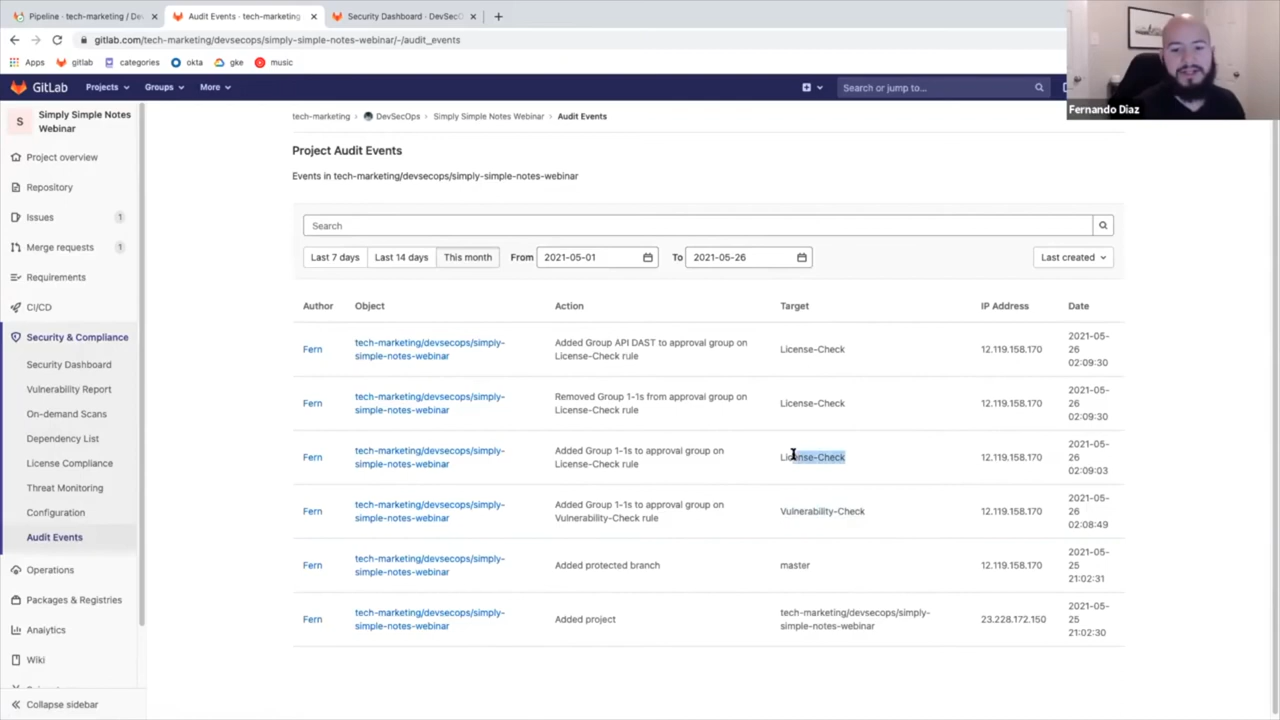 Pipeline · tech-marketing / De
Audit Events · tech-marketing
Security Dashboard · DevSecO
gitlab.com/tech-marketing/devsecops/simply-simple-notes-webinar/-/audit_events
Apps
gitlab
categories
okta
gke
music
GitLab
Projects
Groups
More
Search or jump to...
Fernando Diaz
S
Simply Simple Notes
Webinar
Project overview
Repository
Issues
1
Merge requests
1
Requirements
CI/CD
Security & Compliance
Security Dashboard
Vulnerability Report
On-demand Scans
Dependency List
License Compliance
Threat Monitoring
Configuration
Audit Events
Operations
Packages & Registries
Analytics
Wiki
Collapse sidebar
tech-marketing > DevSecOps > Simply Simple Notes Webinar > Audit Events
Project Audit Events
Events in tech-marketing/devsecops/simply-simple-notes-webinar
Search
Last 7 days
Last 14 days
This month
From
2021-05-01
To
2021-05-26
Last created
Author
Object
Action
Target
IP Address
Date
Fern
tech-marketing/devsecops/simply-
simple-notes-webinar
Added Group API DAST to approval group on
License-Check rule
License-Check
12.119.158.170
2021-05-
26
02:09:30
Fern
tech-marketing/devsecops/simply-
simple-notes-webinar
Removed Group 1-1s from approval group on
License-Check rule
License-Check
12.119.158.170
2021-05-
26
02:09:30
Fern
tech-marketing/devsecops/simply-
simple-notes-webinar
Added Group 1-1s to approval group on
License-Check rule
License-Check
12.119.158.170
2021-05-
26
02:09:03
Fern
tech-marketing/devsecops/simply-
simple-notes-webinar
Added Group 1-1s to approval group on
Vulnerability-Check rule
Vulnerability-Check
12.119.158.170
2021-05-
26
02:08:49
Fern
tech-marketing/devsecops/simply-
simple-notes-webinar
Added protected branch
master
12.119.158.170
2021-05-
25
21:02:31
Fern
tech-marketing/devsecops/simply-
simple-notes-webinar
Added project
tech-marketing/devsecops/simply-
simple-notes-webinar
23.228.172.150
2021-05-
25
21:02:30